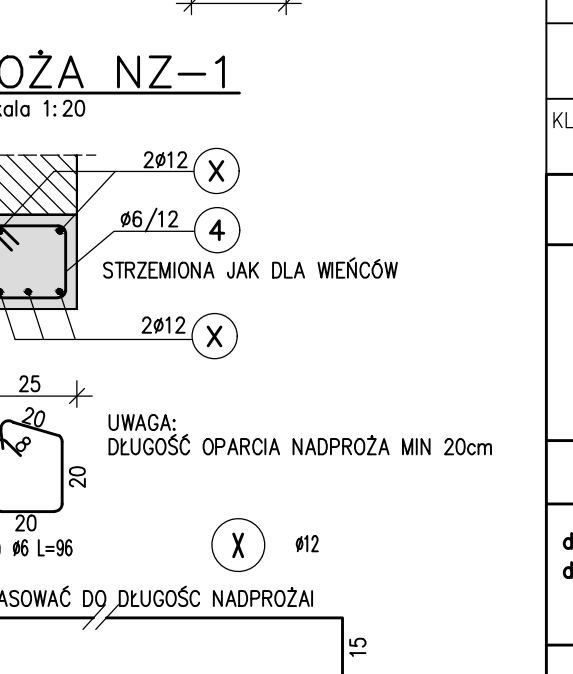 OŻA NZ-1
kala 1:20
KL
2ø12 X
ø6/12 4
STRZEMIONA JAK DLA WIEŃCÓW
2ø12 X
25
20
8
20
20
UWAGA:
DŁUGOŚĆ OPARCIA NADPROŻA MIN 20cm
ø6 L=96
X ø12
d
d
ASOWAĆ DO DŁUGOŚC NADPROŻAI
15